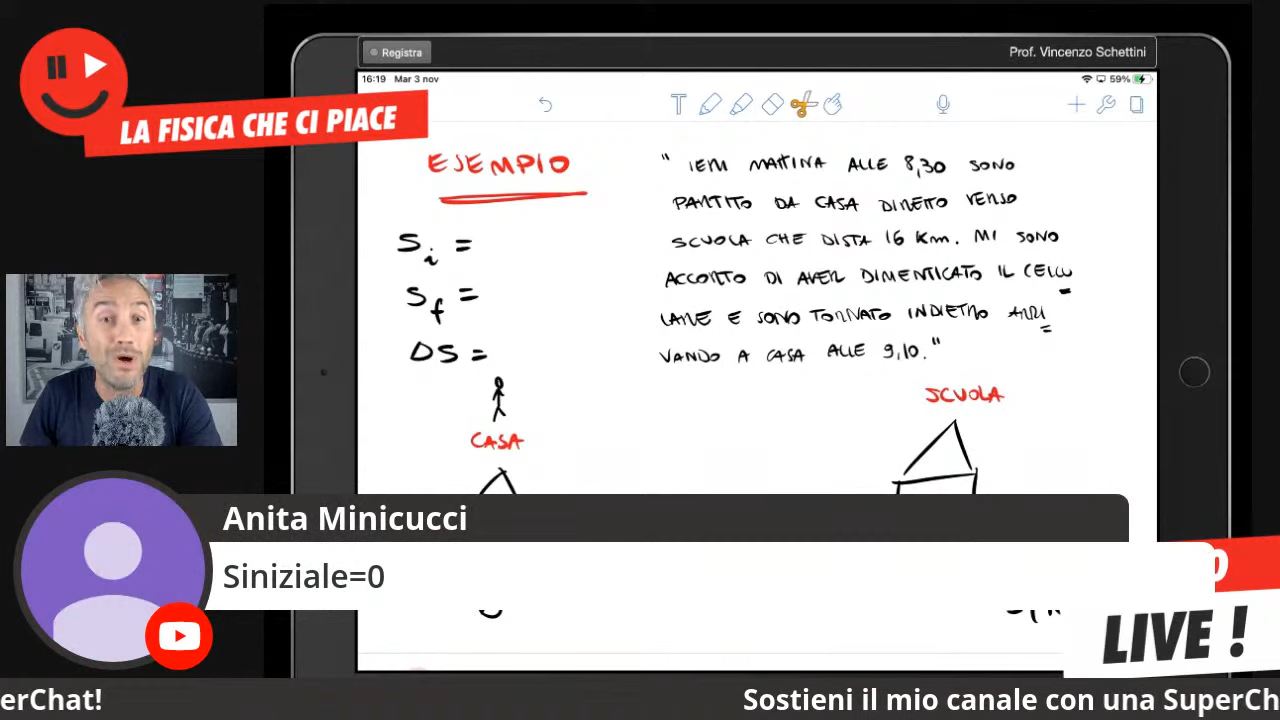 Registra
Prof. Vincenzo Schettini
16:19 Mar 3 nov
59%
LA FISICA CHE CI PIACE
ESEMPIO
Si =
Sf =
DS =
CASA
" IERI MATTINA ALLE 8,30 SONO
PARTITO DA CASA DIRETTO VERSO
SCUOLA CHE DISTA 16 Km. MI SONO
ACCORTO DI AVER DIMENTICATO IL CELLU
LARE E SONO TORNATO INDIETRO ARRI
VANDO A CASA ALLE 9,10."
SCUOLA
Anita Minicucci
Siniziale=0
LIVE !
erChat!
Sostieni il mio canale con una SuperCh